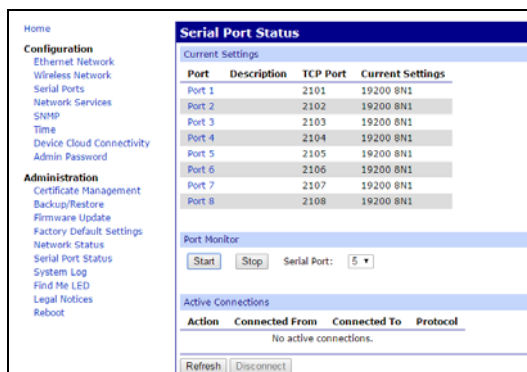 Home
Configuration
Ethernet Network
Wireless Network
Serial Ports
Network Services
SNMP
Time
Device Cloud Connectivity
Admin Password
Administration
Certificate Management
Backup/Restore
Firmware Update
Factory Default Settings
Network Status
Serial Port Status
System Log
Find Me LED
Legal Notices
Reboot
Serial Port Status
Current Settings
Port Description TCP Port Current Settings
Port 1 2101 19200 8N1
Port 2 2102 19200 8N1
Port 3 2103 19200 8N1
Port 4 2104 19200 8N1
Port 5 2105 19200 8N1
Port 6 2106 19200 8N1
Port 7 2107 19200 8N1
Port 8 2108 19200 8N1
Port Monitor
Start Stop Serial Port: 5
Active Connections
Action Connected From Connected To Protocol
No active connections.
Refresh Disconnect